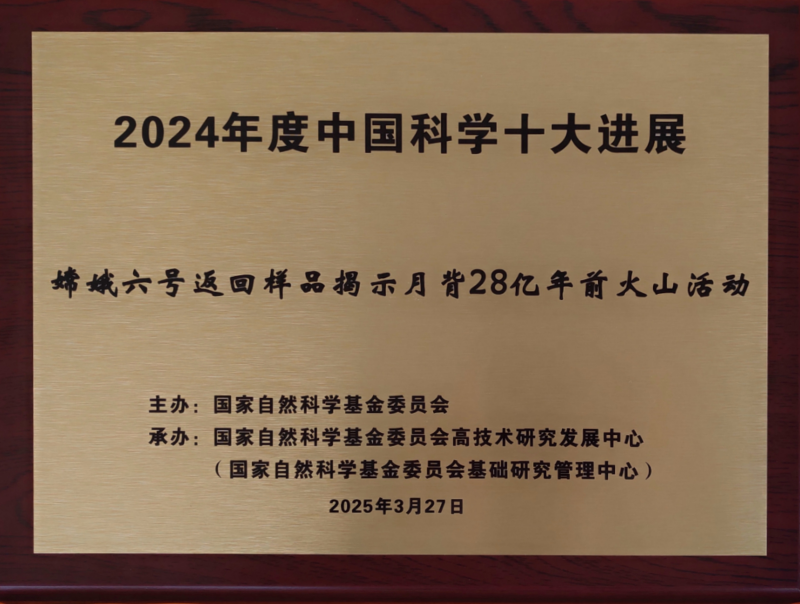 2024年度中国科学十大进展
嫦娥六号返回样品揭示月背28亿年前火山活动
主办：国家自然科学基金委员会
承办：国家自然科学基金委员会高技术研究发展中心
（国家自然科学基金委员会基础研究管理中心）
2025年3月27日